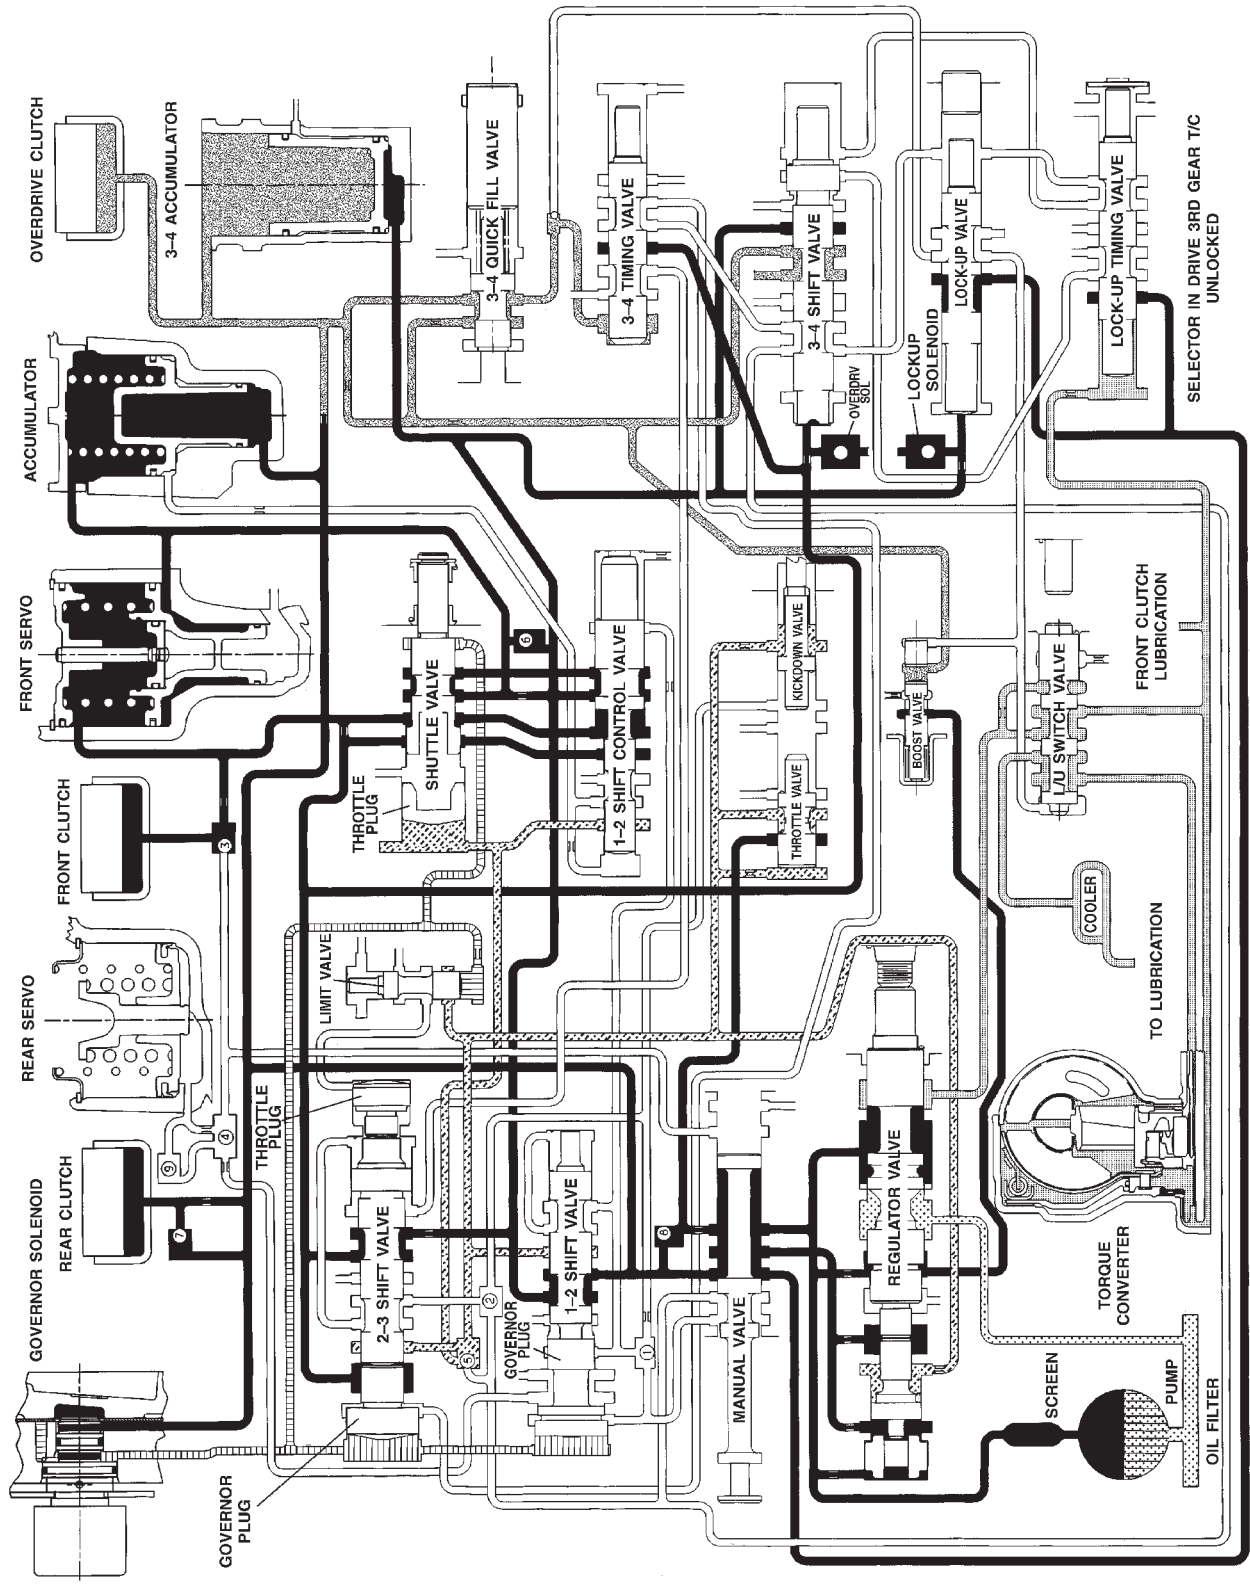 OVERDRIVE CLUTCH
3–4 ACCUMULATOR
3–4 QUICK FILL VALVE
3–4 TIMING VALVE
3–4 SHIFT VALVE
LOCK-UP VALVE
LOCK-UP TIMING VALVE
SELECTOR IN DRIVE 3RD GEAR T/C
UNLOCKED
ACCUMULATOR
OVERDRV
SOL
LOCKUP
SOLENOID
FRONT SERVO
SHUTTLE VALVE
THROTTLE
PLUG
6
1–2 SHIFT CONTROL VALVE
KICKDOWN VALVE
THROTTLE VALVE
BOOST VALVE
L/U SWITCH VALVE
FRONT CLUTCH
LUBRICATION
FRONT CLUTCH
3
COOLER
TO LUBRICATION
REAR SERVO
LIMIT VALVE
THROTTLE
PLUG
9
4
REAR CLUTCH
7
GOVERNOR SOLENOID
2–3 SHIFT VALVE
5
2
GOVERNOR
PLUG
1–2 SHIFT VALVE
1
8
MANUAL VALVE
REGULATOR VALVE
TORQUE
CONVERTER
GOVERNOR
PLUG
SCREEN
PUMP
OIL FILTER